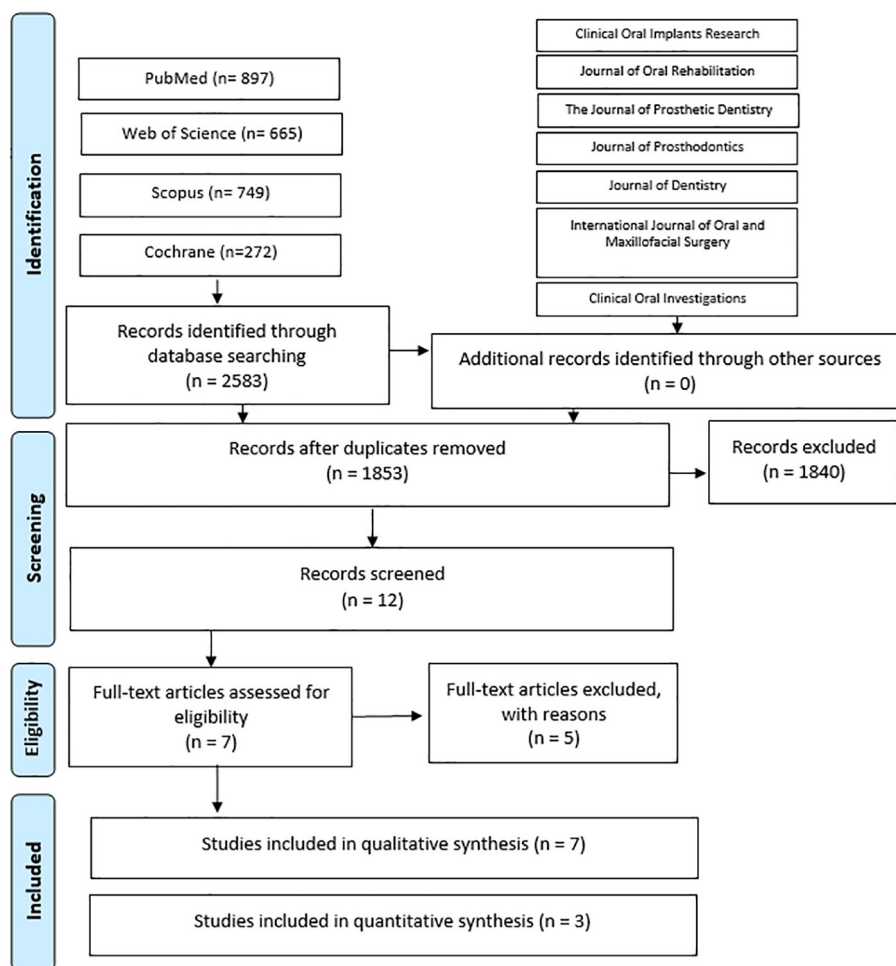 Identification
PubMed (n= 897)
Web of Science (n= 665)
Scopus (n= 749)
Cochrane (n=272)
Clinical Oral Implants Research
Journal of Oral Rehabilitation
The Journal of Prosthetic Dentistry
Journal of Prosthodontics
Journal of Dentistry
International Journal of Oral and
Maxillofacial Surgery
Clinical Oral Investigations
Records identified through
database searching
(n = 2583)
Additional records identified through other sources
(n = 0)
Screening
Records after duplicates removed
(n = 1853)
Records excluded
(n = 1840)
Records screened
(n = 12)
Eligibility
Full-text articles assessed for
eligibility
(n = 7)
Full-text articles excluded,
with reasons
(n = 5)
Included
Studies included in qualitative synthesis (n = 7)
Studies included in quantitative synthesis (n = 3)